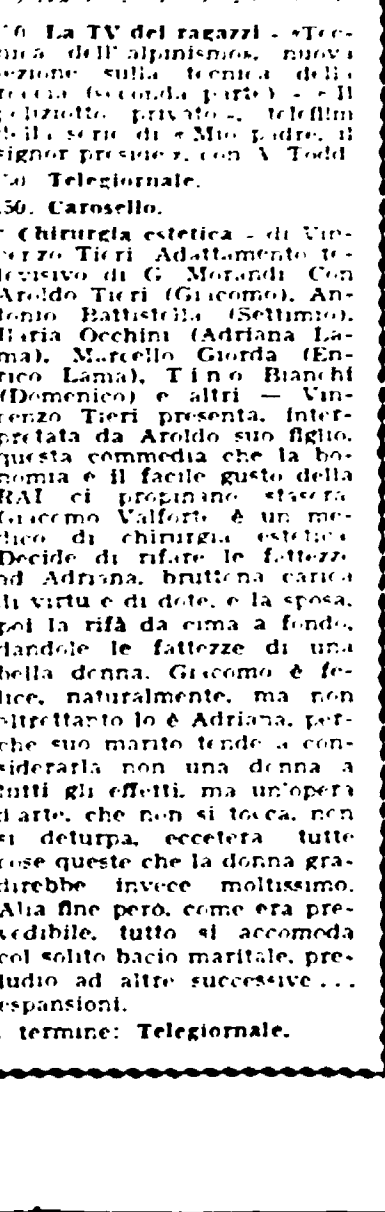 La TV dei ragazzi - «Tec-
nica dell'alpinismo», nuova
lezione sulla tecnica della
roccia (seconda parte) - «Il
poliziotto privato», telefilm
della serie di «Mio padre, il
signor preside», con A Todd
Telegiornale.
.50. Carosello.
Chirurgia estetica - di Vin-
cenzo Tieri Adattamento te-
levisivo di G Morandi Con
Aroldo Tieri (Giacomo), An-
tonio Battistella (Settimio),
Ilaria Occhini (Adriana La-
ma), Marcello Giorda (En-
rico Lama), Tino Bianchi
(Domenico) e altri — Vin-
cenzo Tieri presenta, inter-
pretata da Aroldo suo figlio,
questa commedia che la bo-
nomia e il facile gusto della
RAI ci propinano stasera
Giacomo Valforte è un me-
dico di chirurgia estetica
Decide di rifare le fattezze
ad Adriana, bruttona carica
di virtù e di dote, e la sposa,
poi la rifà da cima a fondo,
dandole le fattezze di una
bella donna. Giacomo è fe-
lice, naturalmente, ma non
altrettanto lo è Adriana, per-
che suo marito tende a con-
siderarla non una donna a
tutti gli effetti, ma un'opera
d'arte, che non si tocca, non
si deturpa, eccetera tutte
cose queste che la donna gra-
direbbe invece moltissimo.
Alla fine però, come era pre-
vedibile, tutto si accomoda
col solito bacio maritale, pre-
ludio ad altre successive...
espansioni.
termine: Telegiornale.